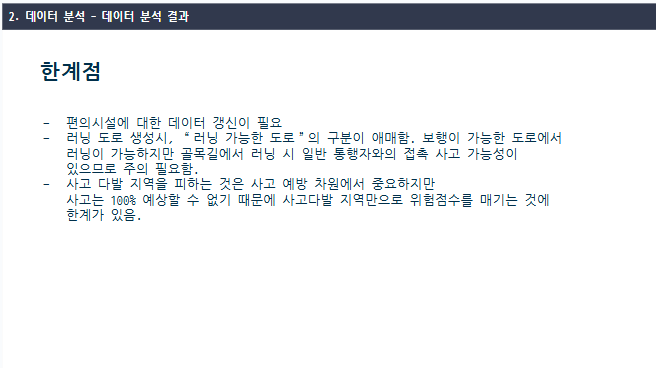 2. 데이터 분석 - 데이터 분석 결과
한계점
- 편의시설에 대한 데이터 갱신이 필요
- 러닝 도로 생성시, “러닝 가능한 도로”의 구분이 애매함. 보행이 가능한 도로에서
러닝이 가능하지만 골목길에서 러닝 시 일반 통행자와의 접촉 사고 가능성이
있으므로 주의 필요함.
- 사고 다발 지역을 피하는 것은 사고 예방 차원에서 중요하지만
사고는 100% 예상할 수 없기 때문에 사고다발 지역만으로 위험점수를 매기는 것에
한계가 있음.